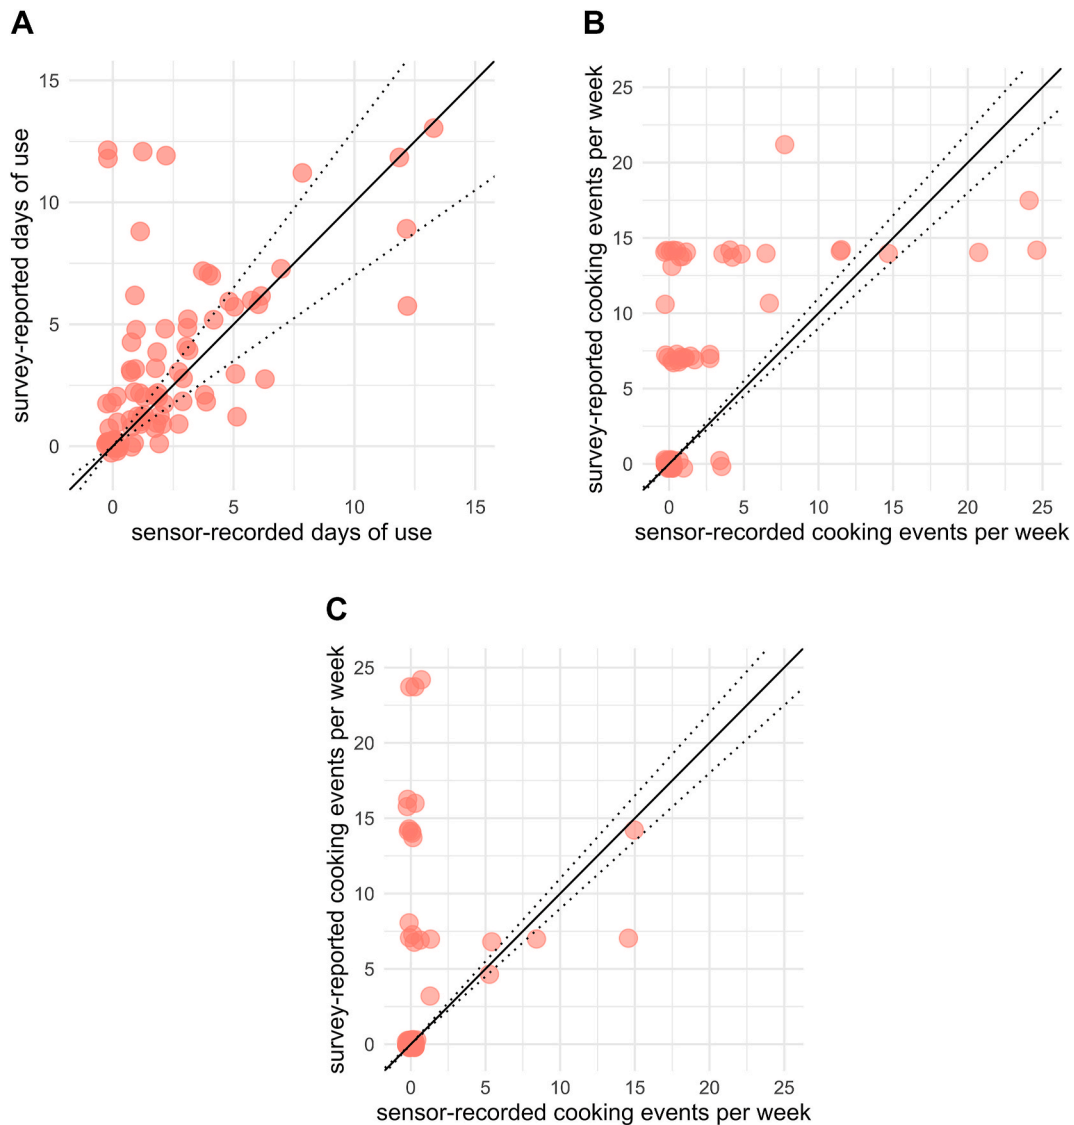 A
survey-reported days of use
15
10
5
0
0 5 10 15
sensor-recorded days of use
B
survey-reported cooking events per week
25
20
15
10
5
0
0 5 10 15 20 25
sensor-recorded cooking events per week
C
survey-reported cooking events per week
25
20
15
10
5
0
0 5 10 15 20 25
sensor-recorded cooking events per week